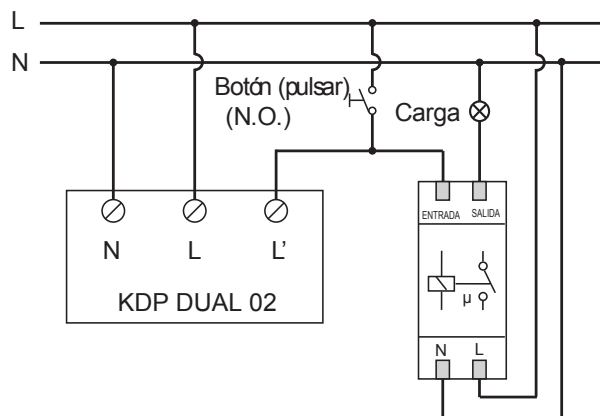 L
N
Botón (pulsar)
(N.O.)
Carga
ENTRADA SALIDA
N L L’
KDP DUAL 02
µ
N L